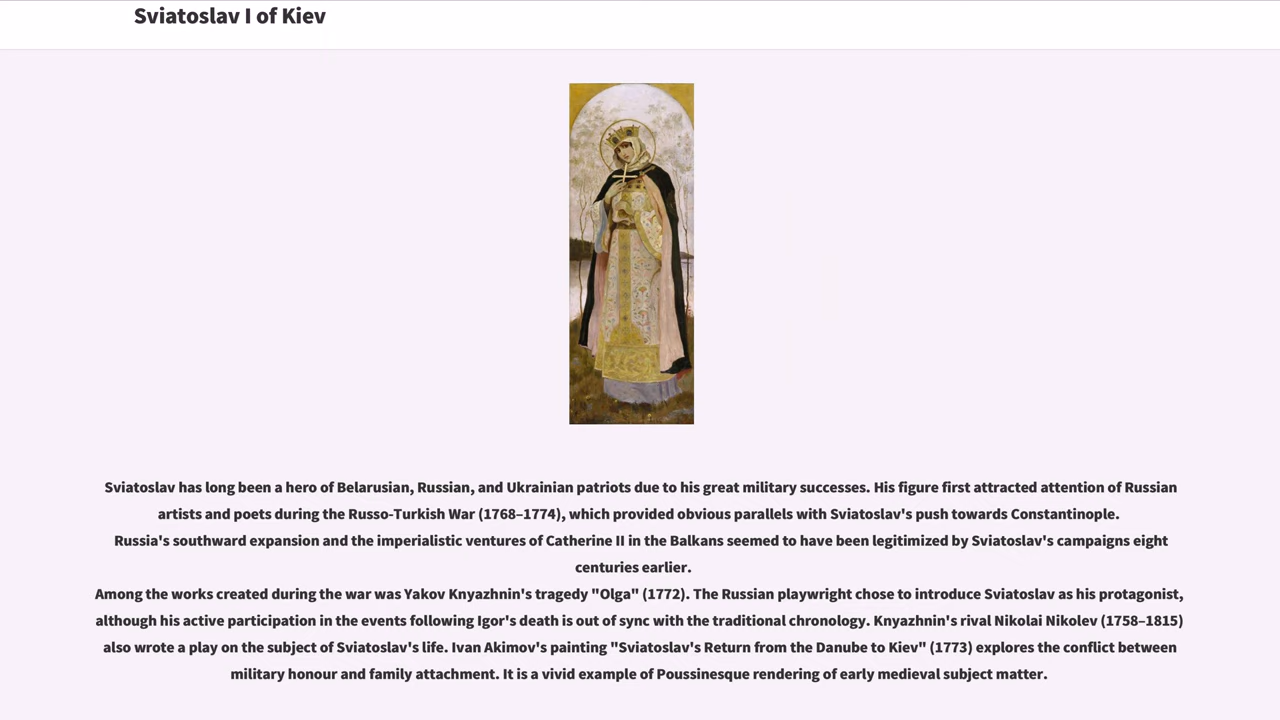 Sviatoslav I of Kiev
Sviatoslav has long been a hero of Belarusian, Russian, and Ukrainian patriots due to his great military successes. His figure first attracted attention of Russian
artists and poets during the Russo-Turkish War (1768–1774), which provided obvious parallels with Sviatoslav's push towards Constantinople.
Russia's southward expansion and the imperialistic ventures of Catherine II in the Balkans seemed to have been legitimized by Sviatoslav's campaigns eight
centuries earlier.
Among the works created during the war was Yakov Knyazhnin's tragedy "Olga" (1772). The Russian playwright chose to introduce Sviatoslav as his protagonist,
although his active participation in the events following Igor's death is out of sync with the traditional chronology. Knyazhnin's rival Nikolai Nikolev (1758–1815)
also wrote a play on the subject of Sviatoslav's life. Ivan Akimov's painting "Sviatoslav's Return from the Danube to Kiev" (1773) explores the conflict between
military honour and family attachment. It is a vivid example of Poussinesque rendering of early medieval subject matter.